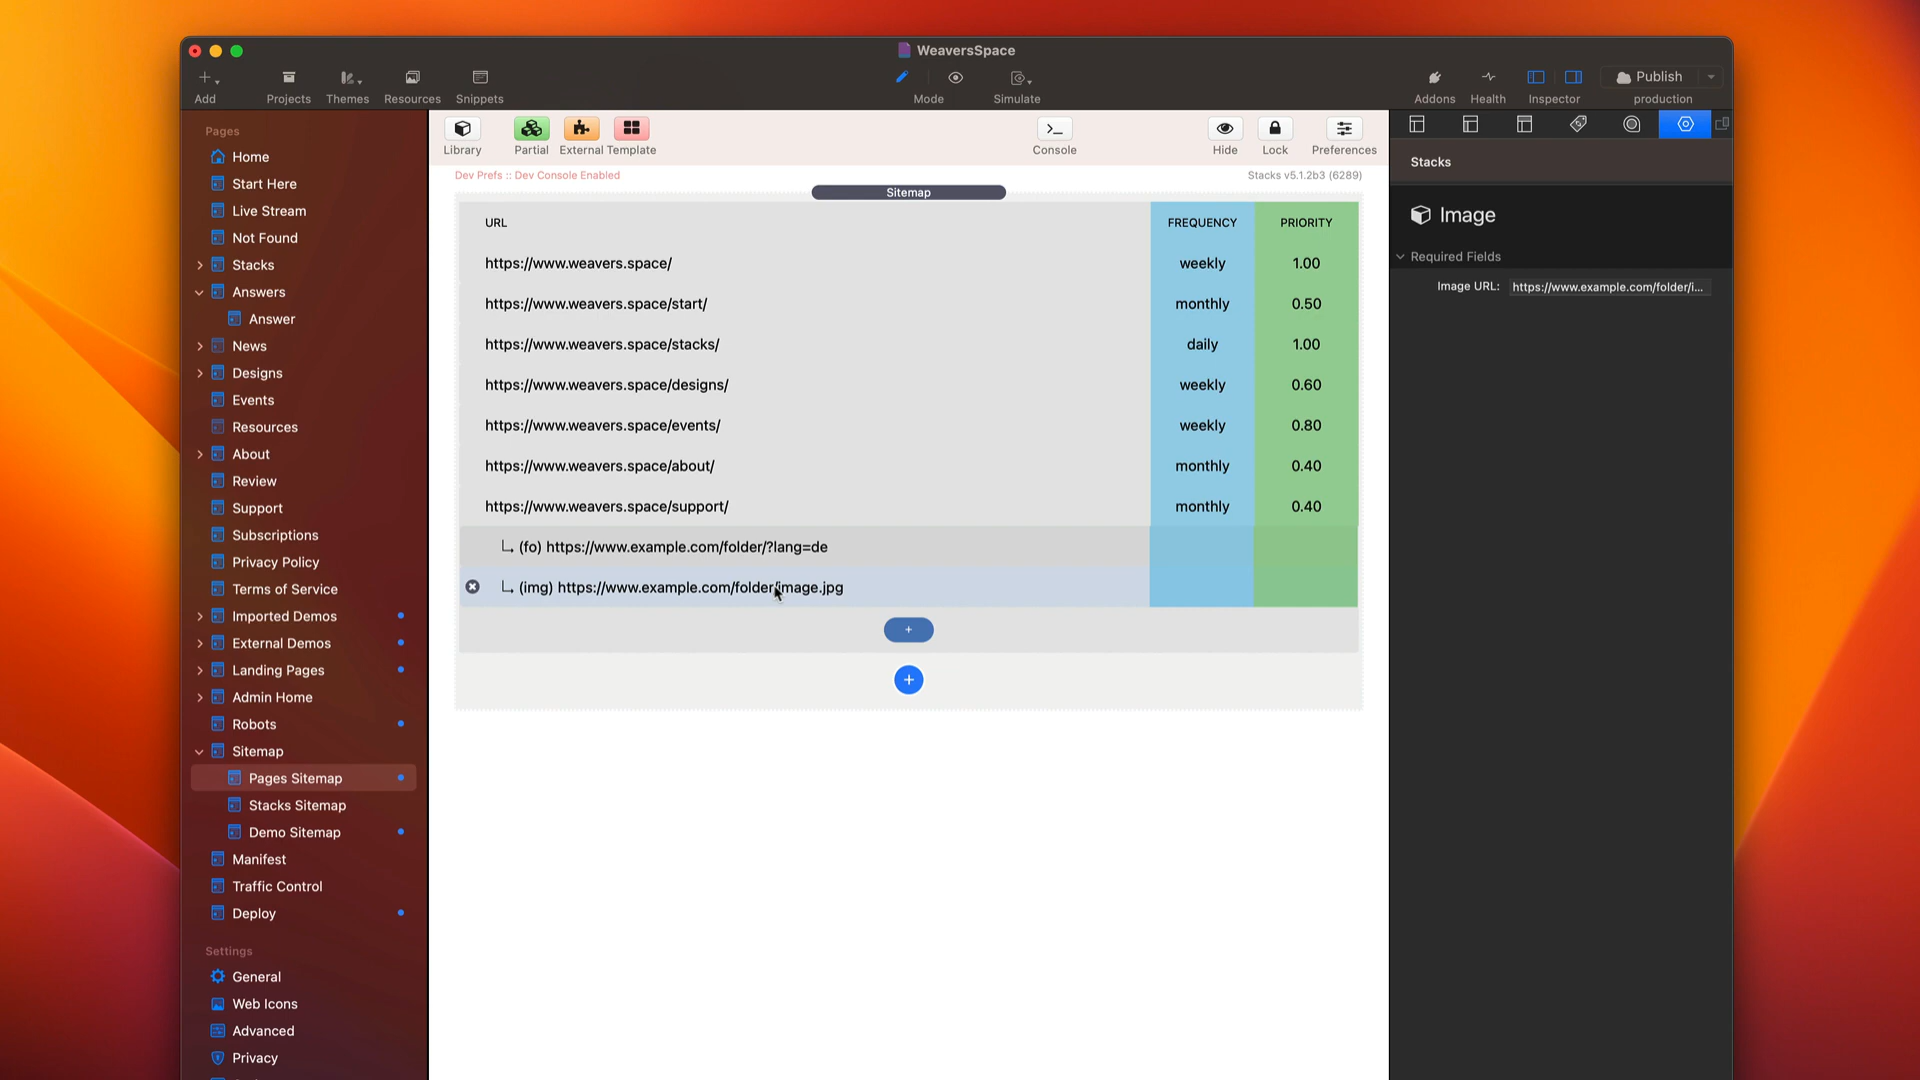 WeaversSpace
Add
Projects
Themes
Resources
Snippets
Mode
Simulate
Addons
Health
Inspector
Publish
production
Pages
Home
Start Here
Live Stream
Not Found
Stacks
Answers
Answer
News
Designs
Events
Resources
About
Review
Support
Subscriptions
Privacy Policy
Terms of Service
Imported Demos
External Demos
Landing Pages
Admin Home
Robots
Sitemap
Pages Sitemap
Stacks Sitemap
Demo Sitemap
Manifest
Traffic Control
Deploy
Settings
General
Web Icons
Advanced
Privacy
Library
Partial
External
Template
Console
Hide
Lock
Preferences
Dev Prefs :: Dev Console Enabled
Stacks v5.1.2b3 (6289)
Sitemap
URL FREQUENCY PRIORITY
https://www.weavers.space/ weekly 1.00
https://www.weavers.space/start/ monthly 0.50
https://www.weavers.space/stacks/ daily 1.00
https://www.weavers.space/designs/ weekly 0.60
https://www.weavers.space/events/ weekly 0.80
https://www.weavers.space/about/ monthly 0.40
https://www.weavers.space/support/ monthly 0.40
(fo) https://www.example.com/folder/?lang=de
(img) https://www.example.com/folder/image.jpg
Stacks
Image
Required Fields
Image URL: https://www.example.com/folder/i...